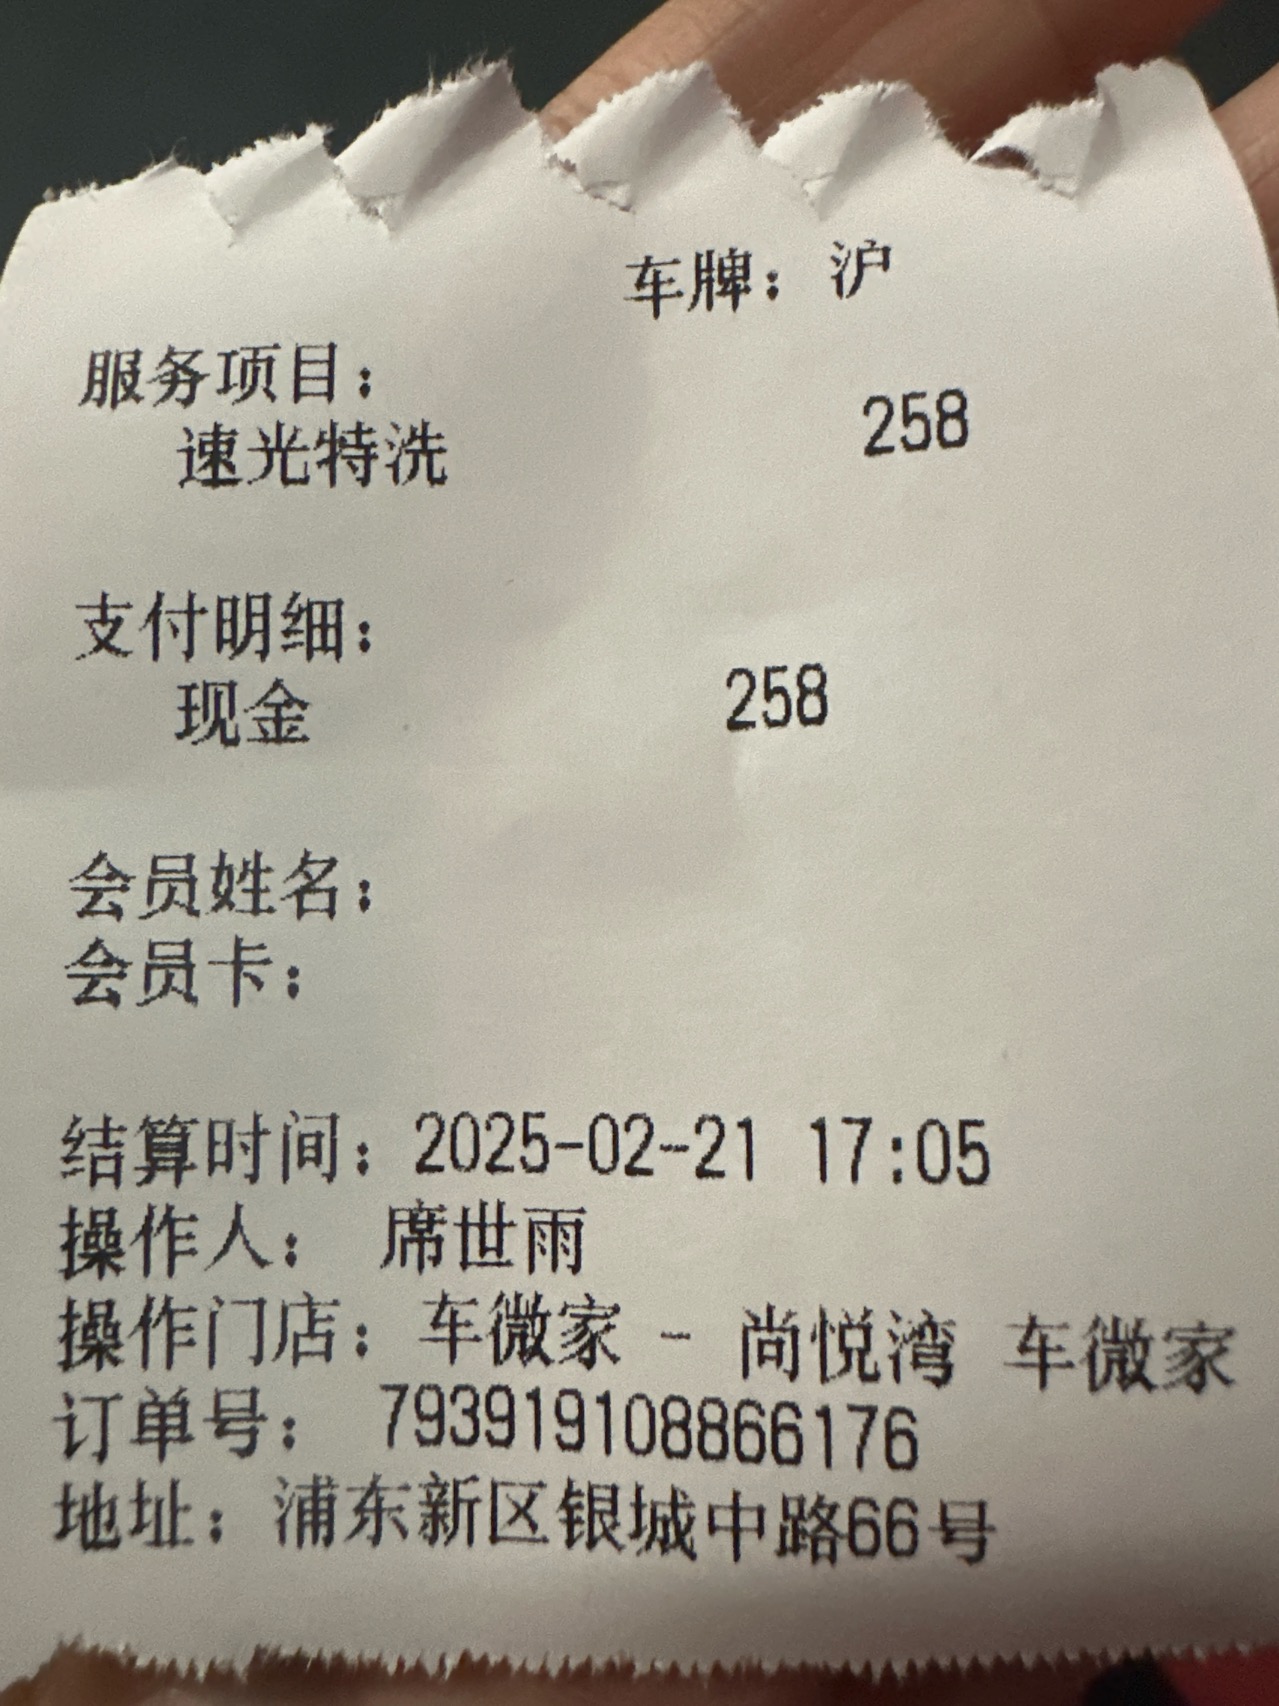 车牌：沪
服务项目：
速光特洗 258
支付明细：
现金 258
会员姓名：
会员卡：
结算时间：2025-02-21 17:05
操作人： 席世雨
操作门店：车微家 - 尚悦湾 车微家
订单号： 793919108866176
地址：浦东新区银城中路66号